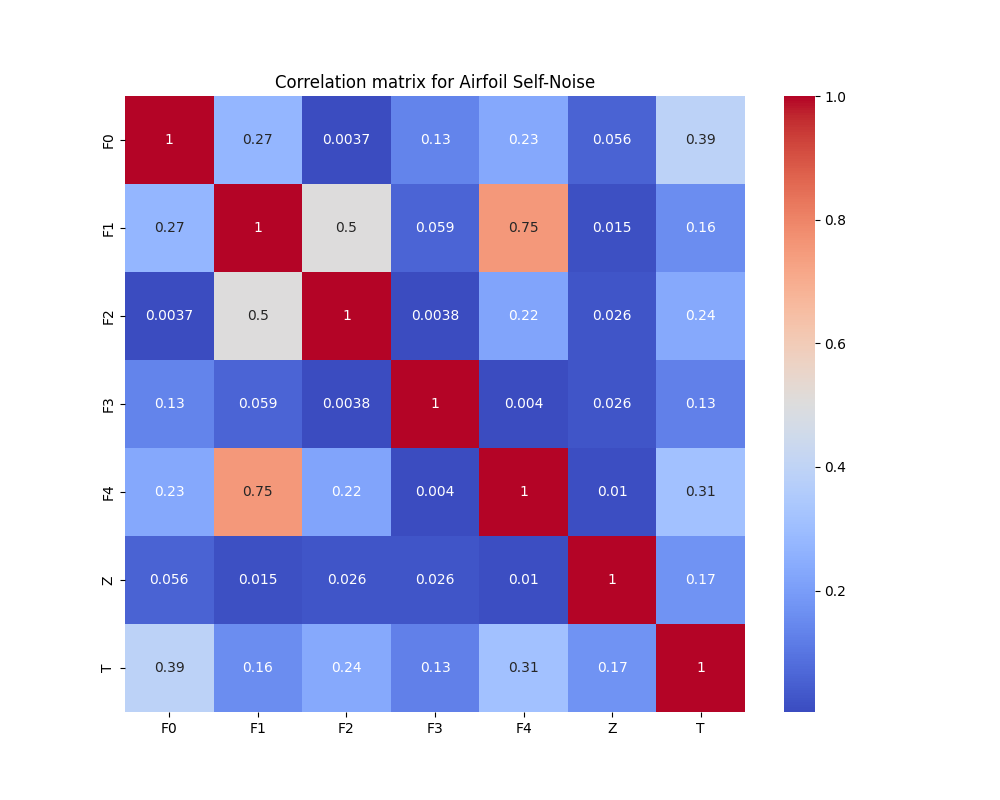 Correlation matrix for Airfoil Self-Noise
F0 1 0.27 0.0037 0.13 0.23 0.056 0.39
F1 0.27 1 0.5 0.059 0.75 0.015 0.16
F2 0.0037 0.5 1 0.0038 0.22 0.026 0.24
F3 0.13 0.059 0.0038 1 0.004 0.026 0.13
F4 0.23 0.75 0.22 0.004 1 0.01 0.31
Z 0.056 0.015 0.026 0.026 0.01 1 0.17
T 0.39 0.16 0.24 0.13 0.31 0.17 1
F0 F1 F2 F3 F4 Z T
1.0
0.8
0.6
0.4
0.2